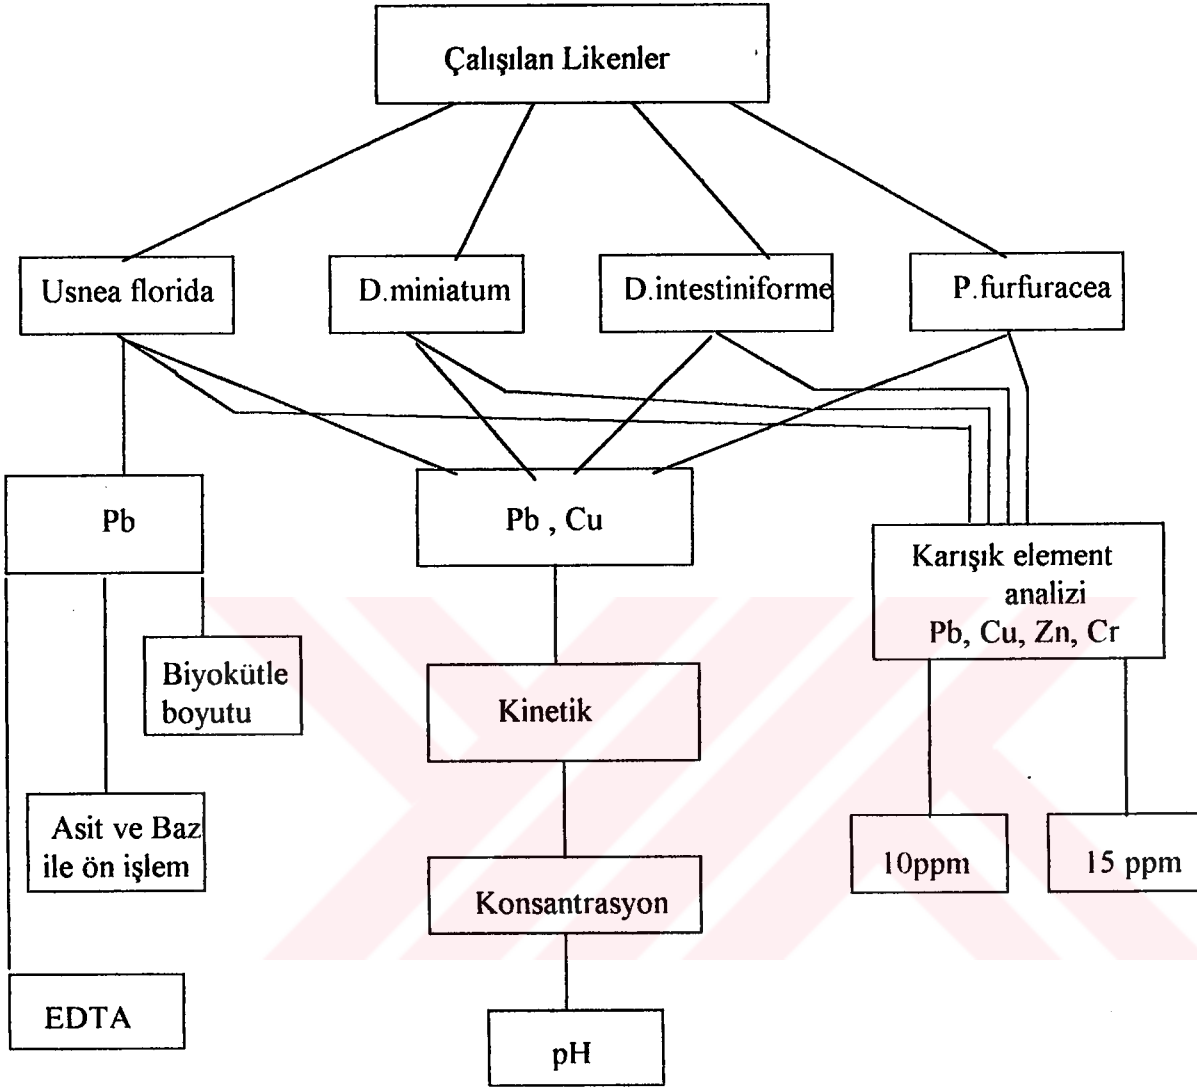 Çalışılan Likenler
Usnea florida
D.miniatum
D.intestiniforme
P.furfuracea
Pb
Pb , Cu
Karışık element
analizi
Pb, Cu, Zn, Cr
Biyokütle
boyutu
Kinetik
Asit ve Baz
ile ön işlem
10ppm
15 ppm
Konsantrasyon
EDTA
pH